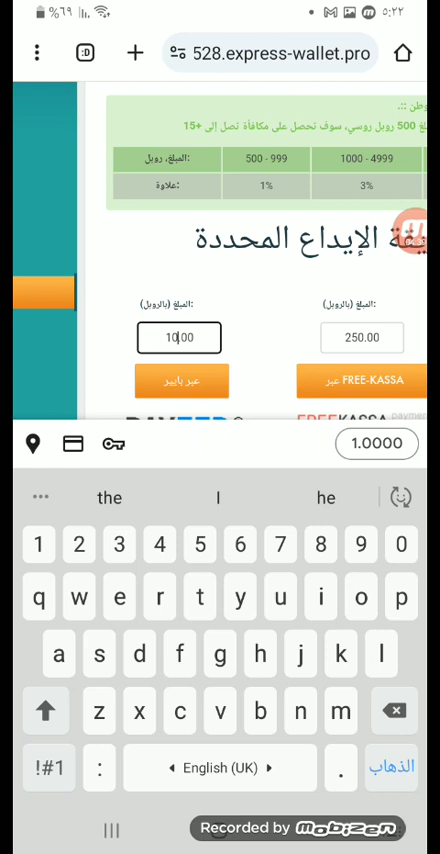 %٦٩ ٥:٢٢
:D + 528.express-wallet.pro
وطن ::.
غ 500 روبل روسي، سوف تحصل على مكافأة تصل إلى +15
المبلغ، روبل: 500 - 999 1000 - 4999
علاوة: 1% 3%
يقة الإيداع المحددة
المبلغ (بالروبل): المبلغ (بالروبل):
10.00 250.00
عبر بايير عبر FREE-KASSA
1.0000
... the I he
1 2 3 4 5 6 7 8 9 0
q w e r t y u i o p
a s d f g h j k l
z x c v b n m
!#1 : English (UK) . الذهاب
Recorded by MOBIZEN